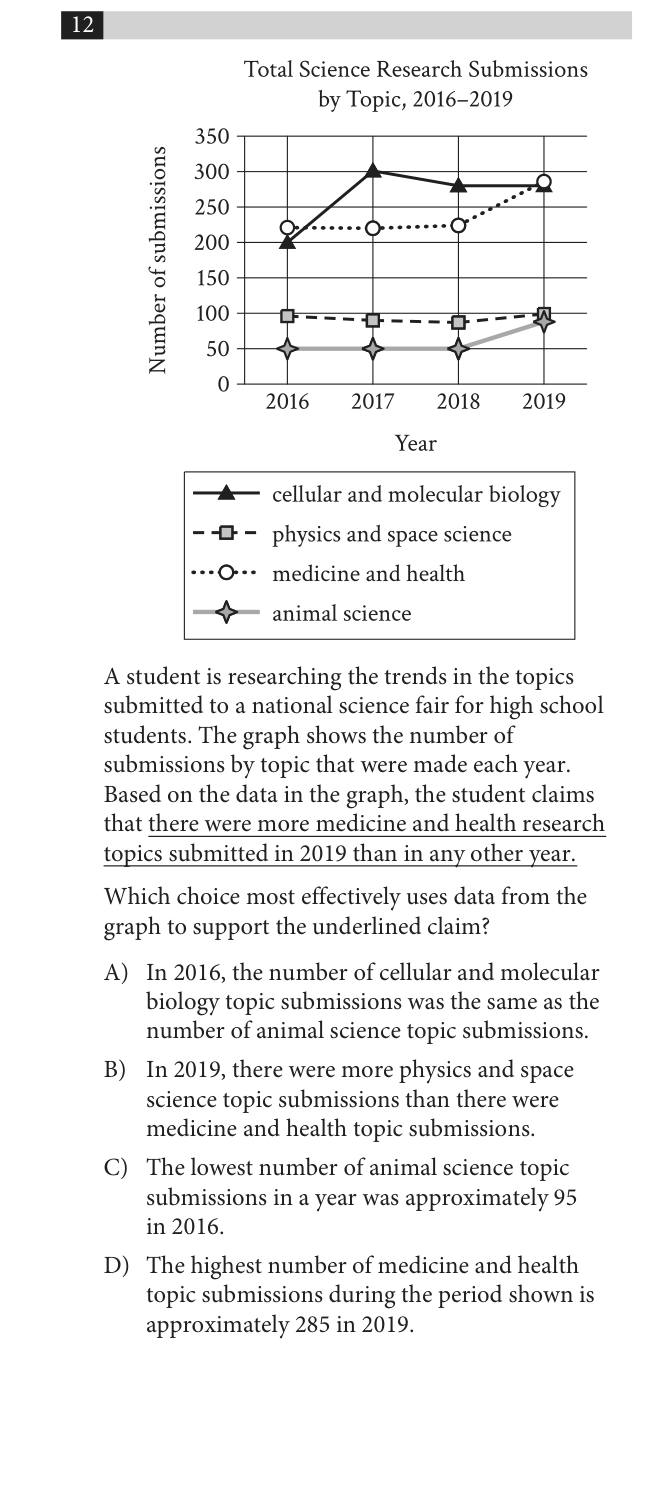 12
Total Science Research Submissions
by Topic, 2016–2019
Number of submissions
350
300
250
200
150
100
50
0
2016 2017 2018 2019
Year
cellular and molecular biology
physics and space science
medicine and health
animal science
A student is researching the trends in the topics
submitted to a national science fair for high school
students. The graph shows the number of
submissions by topic that were made each year.
Based on the data in the graph, the student claims
that there were more medicine and health research
topics submitted in 2019 than in any other year.
Which choice most effectively uses data from the
graph to support the underlined claim?
A) In 2016, the number of cellular and molecular
biology topic submissions was the same as the
number of animal science topic submissions.
B) In 2019, there were more physics and space
science topic submissions than there were
medicine and health topic submissions.
C) The lowest number of animal science topic
submissions in a year was approximately 95
in 2016.
D) The highest number of medicine and health
topic submissions during the period shown is
approximately 285 in 2019.